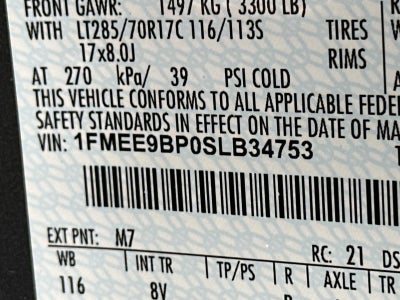 FRONT GAWR: 1497 KG ( 3300 LB)
WITH LT285/70R17C 116/113S TIRES
17x8.0J RIMS
AT 270 kPa/ 39 PSI COLD
THIS VEHICLE CONFORMS TO ALL APPLICABLE FEDE
SAFETY STANDARDS IN EFFECT ON THE DATE OF MA
VIN: 1FMEE9BP0SLB34753
EXT PNT: M7 RC: 21 DS
WB INT TR TP/PS R AXLE TR
116 8V